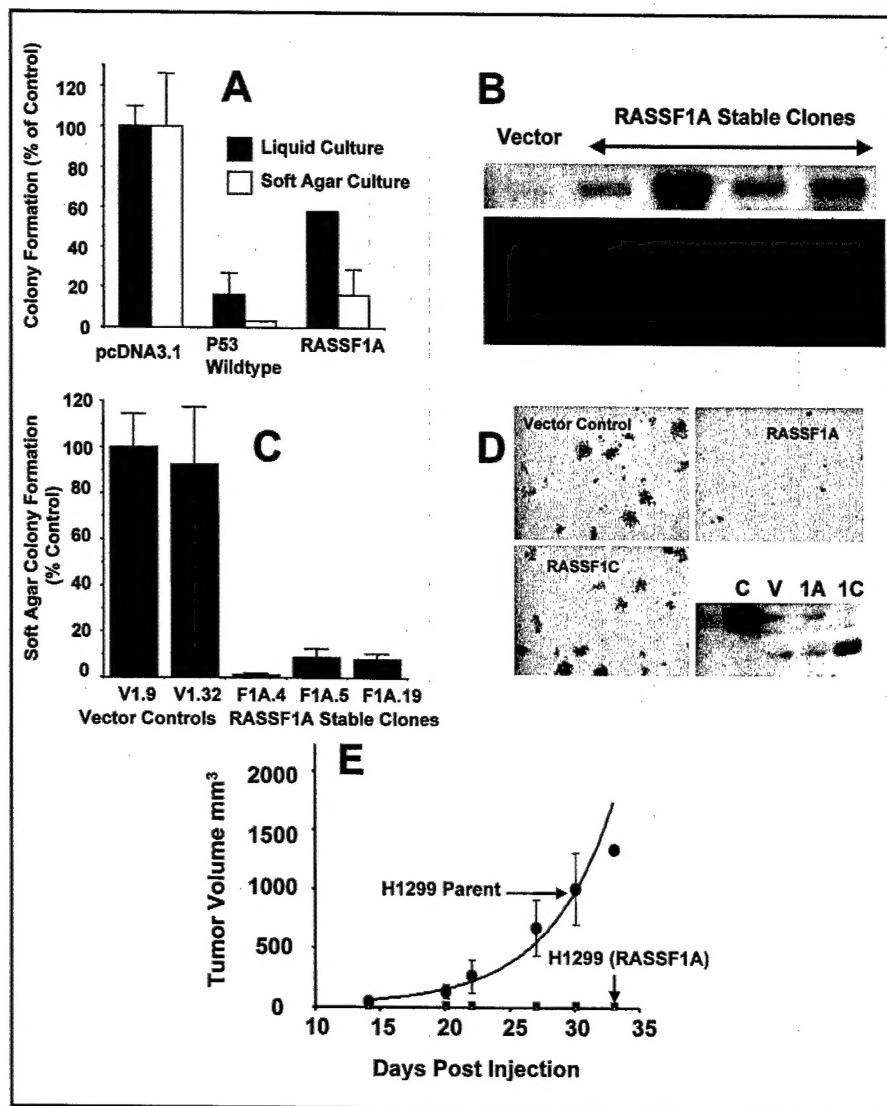 A
Colony Formation (% of Control)
120
100
80
60
40
20
0
Liquid Culture
Soft Agar Culture
pcDNA3.1
P53
Wildtype
RASSF1A
B
Vector
RASSF1A Stable Clones
C
Soft Agar Colony Formation
(% Control)
120
100
80
60
40
20
0
V1.9 V1.32 F1A.4 F1A.5 F1A.19
Vector Controls RASSF1A Stable Clones
D
Vector Control
RASSF1A
RASSF1C
C V 1A 1C
E
Tumor Volume mm³
2000
1500
1000
500
0
H1299 Parent
H1299 (RASSF1A)
10 15 20 25 30 35
Days Post Injection